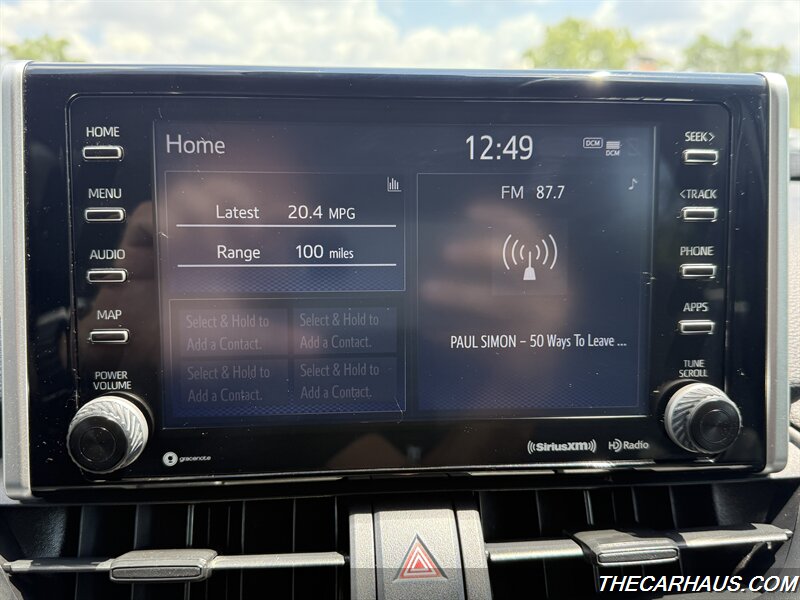 HOME
MENU
AUDIO
MAP
POWER
VOLUME
gracenote
Home
12:49
DCM
DCM
Latest 20.4 MPG
Range 100 miles
Select & Hold to
Add a Contact.
Select & Hold to
Add a Contact.
Select & Hold to
Add a Contact.
Select & Hold to
Add a Contact.
FM 87.7
PAUL SIMON – 50 Ways To Leave ...
SEEK>
<TRACK
PHONE
APPS
TUNE
SCROLL
((SiriusXM))
HD Radio
THECARHAUS.COM